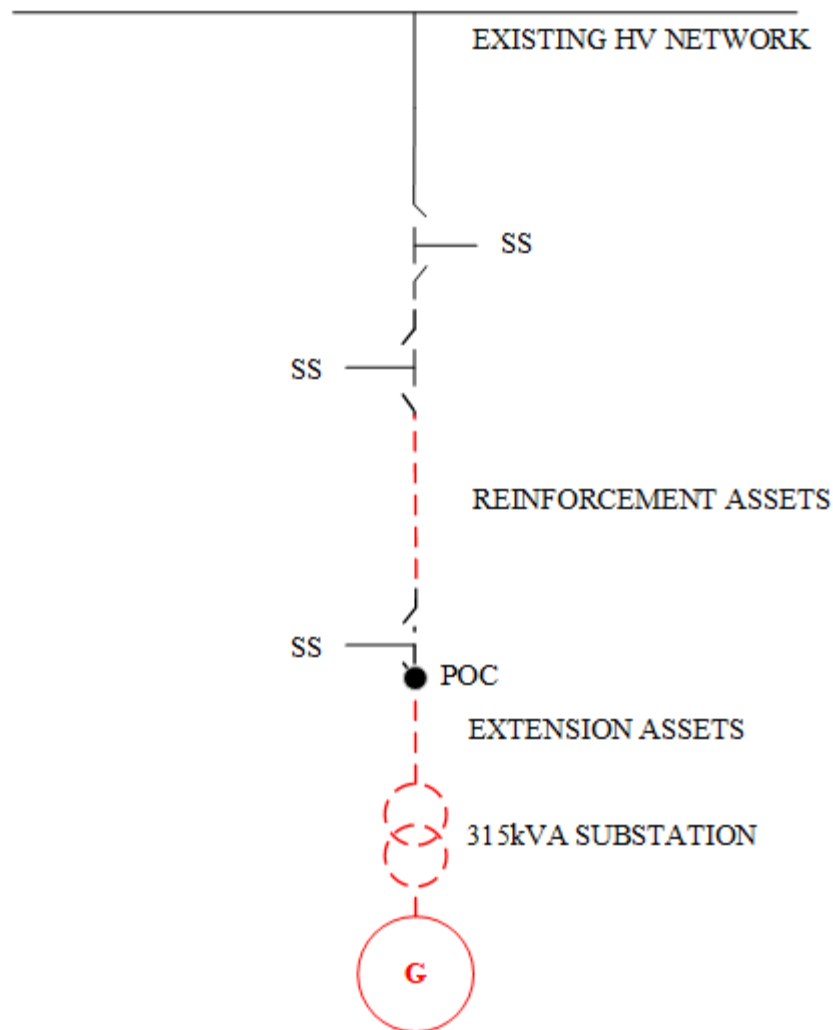 EXISTING HV NETWORK
SS
SS
REINFORCEMENT ASSETS
SS
POC
EXTENSION ASSETS
315kVA SUBSTATION
G